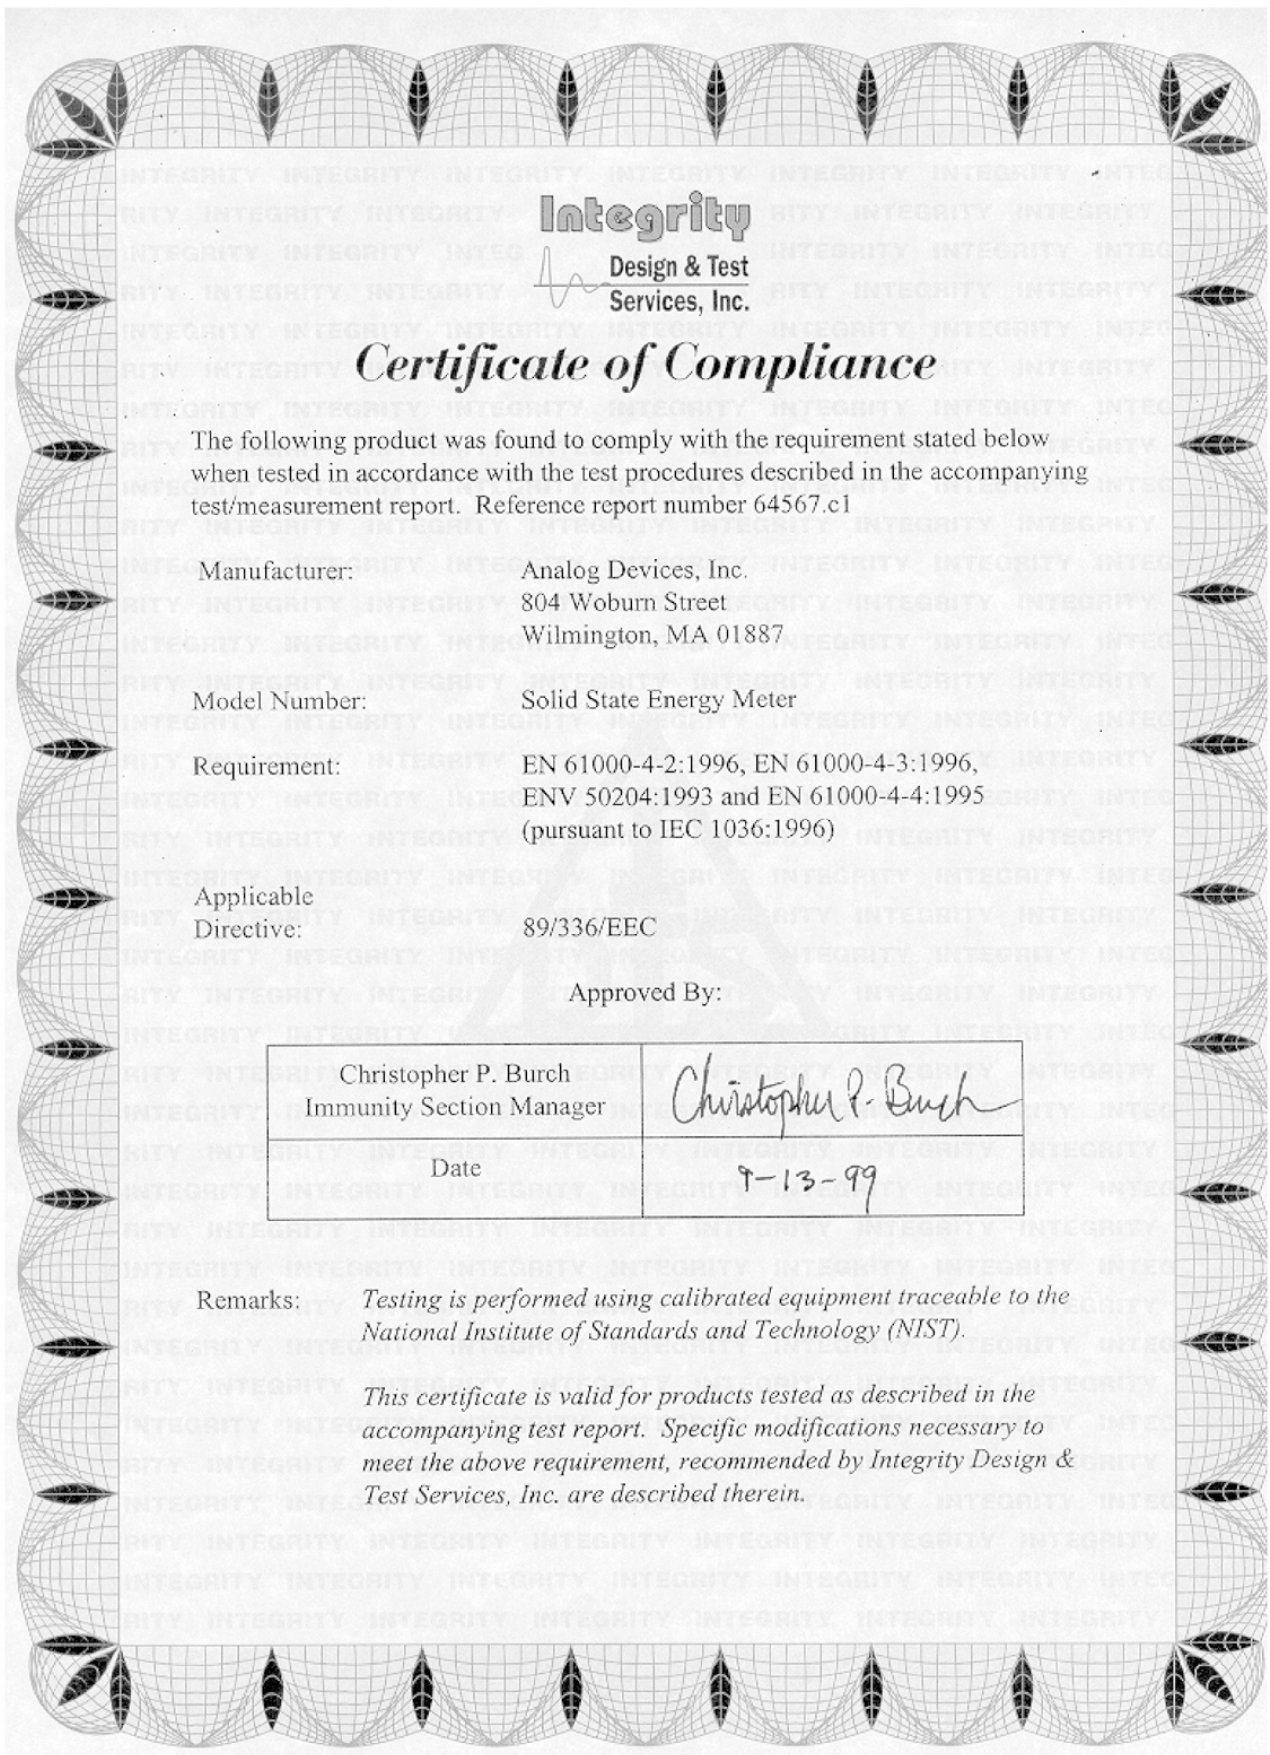 Integrity
Design & Test
Services, Inc.
Certificate of Compliance
The following product was found to comply with the requirement stated below
when tested in accordance with the test procedures described in the accompanying
test/measurement report. Reference report number 64567.c1
Manufacturer: Analog Devices, Inc.
804 Woburn Street
Wilmington, MA 01887
Model Number: Solid State Energy Meter
Requirement: EN 61000-4-2:1996, EN 61000-4-3:1996,
ENV 50204:1993 and EN 61000-4-4:1995
(pursuant to IEC 1036:1996)
Applicable
Directive: 89/336/EEC
Approved By:
Christopher P. Burch
Immunity Section Manager
Christopher P. Burch
Date
9-13-99
Remarks: Testing is performed using calibrated equipment traceable to the
National Institute of Standards and Technology (NIST).
This certificate is valid for products tested as described in the
accompanying test report. Specific modifications necessary to
meet the above requirement, recommended by Integrity Design &
Test Services, Inc. are described therein.